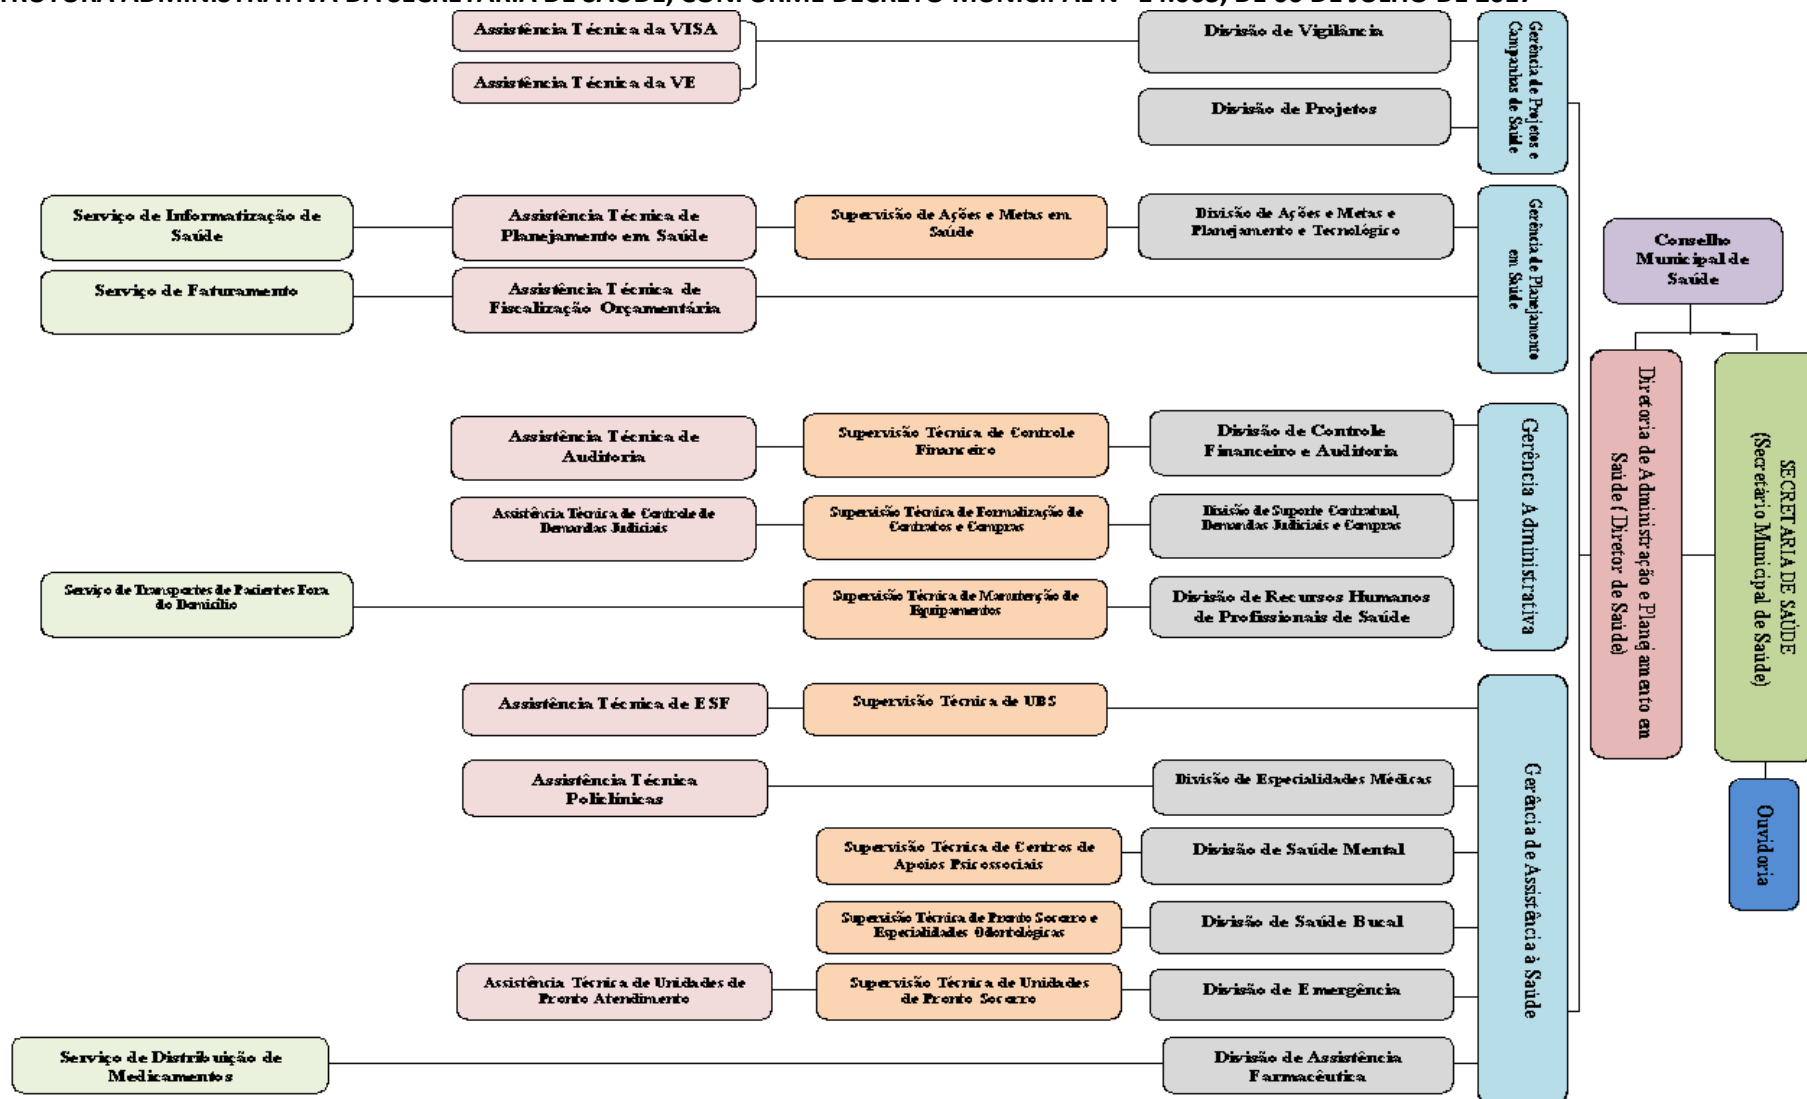 Assistência Técnica da VISA
Divisão de Vigilância
Gerência de Projetos e
Campanhas de Saúde
Assistência Técnica da VE
Divisão de Projetos
Serviço de Informatização de
Saúde
Assistência Técnica de
Planejamento em Saúde
Supervisão de Ações e Metas em
Saúde
Divisão de Ações e Metas e
Planejamento e Tecnológico
Gerência de Planejamento
em Saúde
Serviço de Faturamento
Assistência Técnica de
Fiscalização Orçamentária
Conselho
Municipal de
Saúde
Assistência Técnica de
Auditoria
Supervisão Técnica de Controle
Financeiro
Divisão de Controle
Financeiro e Auditoria
Gerência Administrativa
Diretoria de Administração e Planejamento em
Saúde ( Diretor de Saúde)
SECRETARIA DE SAÚDE
(Secretário Municipal de Saúde)
Assistência Técnica de Controle de
Demandas Judiciais
Supervisão Técnica de Formalização de
Contratos e Compras
Divisão de Suporte Contratual,
Demandas Judiciais e Compras
Serviço de Transportes de Pacientes Fora
do Domicílio
Supervisão Técnica de Manutenção de
Equipamentos
Divisão de Recursos Humanos
de Profissionais de Saúde
Assistência Técnica de ESF
Supervisão Técnica de UBS
Gerência de Assistência à Saúde
Assistência Técnica
Policlínicas
Divisão de Especialidades Médicas
Ouvidoria
Supervisão Técnica de Centros de
Apoios Psicossociais
Divisão de Saúde Mental
Supervisão Técnica de Pronto Socorro e
Especialidades Odontológicas
Divisão de Saúde Bucal
Assistência Técnica de Unidades de
Pronto Atendimento
Supervisão Técnica de Unidades
de Pronto Socorro
Divisão de Emergência
Serviço de Distribuição de
Medicamentos
Divisão de Assistência
Farmacêutica